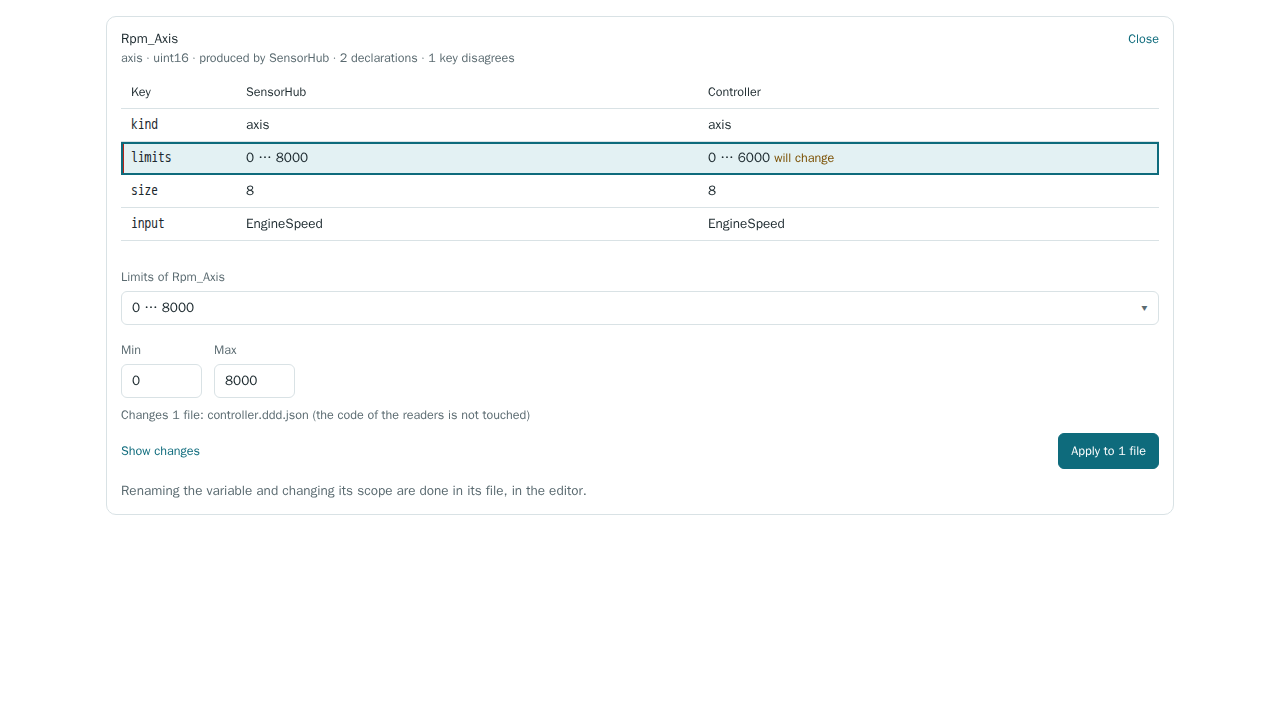 Rpm_Axis Close
axis · uint16 · produced by SensorHub · 2 declarations · 1 key disagrees
Key SensorHub Controller
kind axis axis
limits 0 ⋯ 8000 0 ⋯ 6000 will change
size 8 8
input EngineSpeed EngineSpeed
Limits of Rpm_Axis
0 ⋯ 8000
Min Max
0 8000
Changes 1 file: controller.ddd.json (the code of the readers is not touched)
Show changes Apply to 1 file
Renaming the variable and changing its scope are done in its file, in the editor.